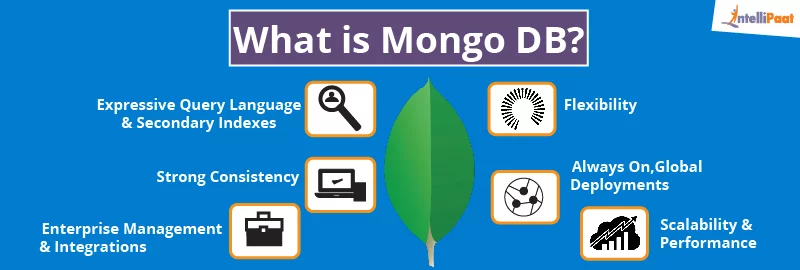 What is Mongo DB?
IntelliPaat
Expressive Query Language
& Secondary Indexes
Strong Consistency
Enterprise Management
& Integrations
Flexibility
Always On,Global
Deployments
Scalability &
Performance